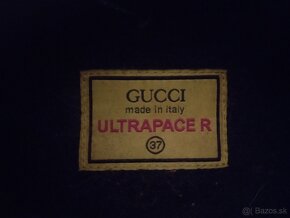 GUCCI
made in italy
ULTRAPACE R
37
Bazos.sk